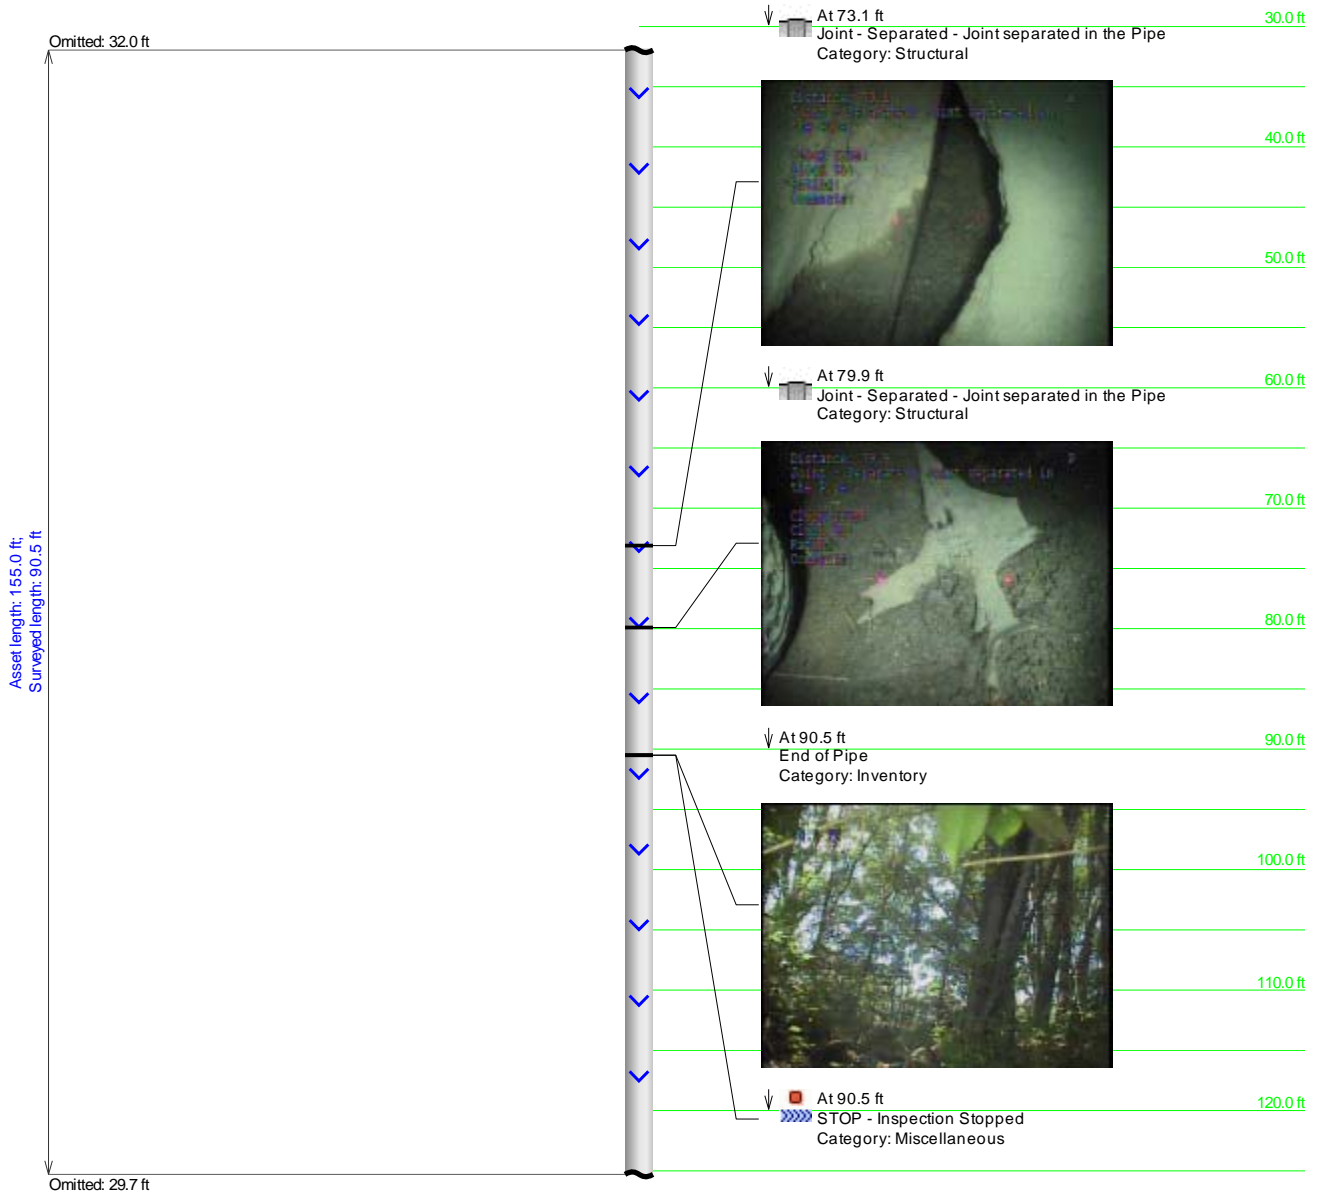 At 73.1 ft
30.0 ft
Joint - Separated - Joint separated in the Pipe
Omitted: 32.0 ft
Category: Structural
40.0 ft
50.0 ft
At 79.9 ft
60.0 ft
Joint - Separated - Joint separated in the Pipe
Category: Structural
70.0 ft
Asset length: 155.0 ft;
Surveyed length: 90.5 ft
80.0 ft
At 90.5 ft
90.0 ft
End of Pipe
Category: Inventory
100.0 ft
110.0 ft
At 90.5 ft
120.0 ft
STOP - Inspection Stopped
Category: Miscellaneous
Omitted: 29.7 ft